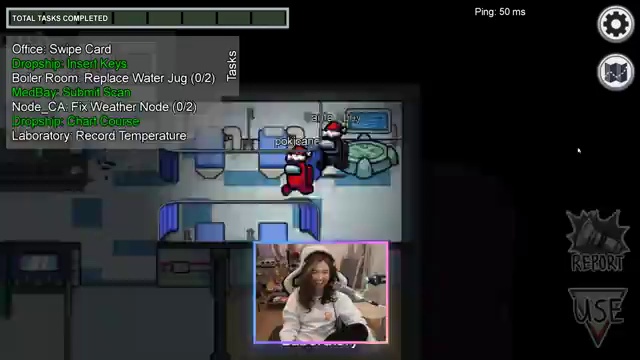 TOTAL TASKS COMPLETED
Ping: 50 ms
Office: Swipe Card
Dropship: Insert Keys
Boiler Room: Replace Water Jug (0/2)
MedBay: Submit Scan
Node_CA: Fix Weather Node (0/2)
Dropship: Chart Course
Laboratory: Record Temperature
Tasks
pokicane
REPORT
USE